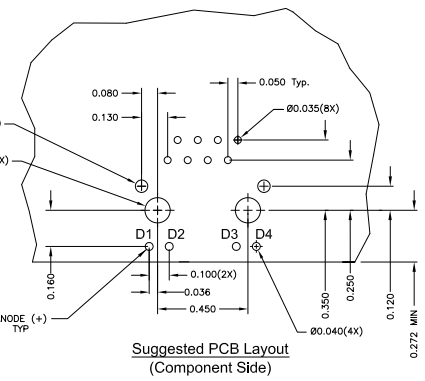 0.080
0.050 Typ.
0.130
Ø0.035(8X)
)
X)
D1 D2 D3 D4
0.160
0.100(2X)
0.036
0.450
0.350
0.250
0.120
0.272 MIN
NODE (+)
TYP
Ø0.040(4X)
Suggested PCB Layout
(Component Side)